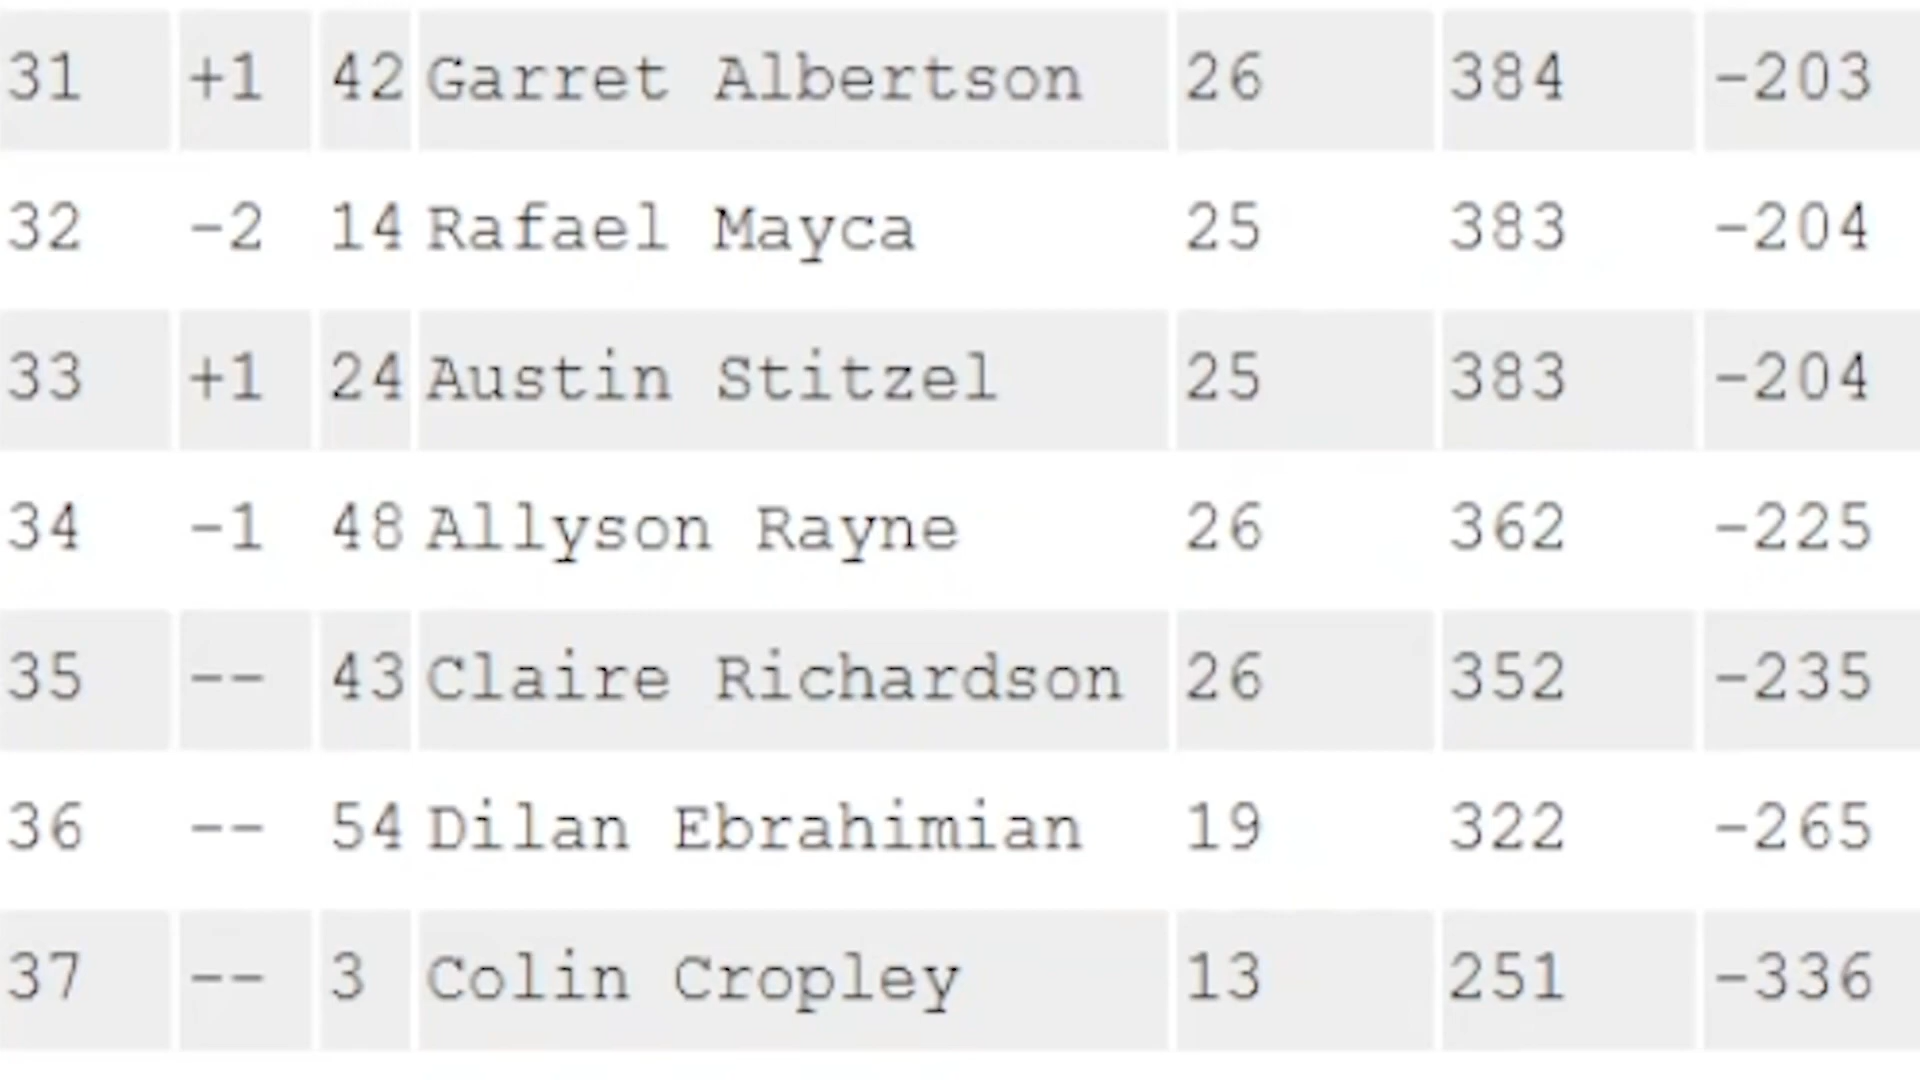 31 +1 42 Garret Albertson 26 384 -203
32 -2 14 Rafael Mayca 25 383 -204
33 +1 24 Austin Stitzel 25 383 -204
34 -1 48 Allyson Rayne 26 362 -225
35 -- 43 Claire Richardson 26 352 -235
36 -- 54 Dilan Ebrahimian 19 322 -265
37 -- 3 Colin Cropley 13 251 -336